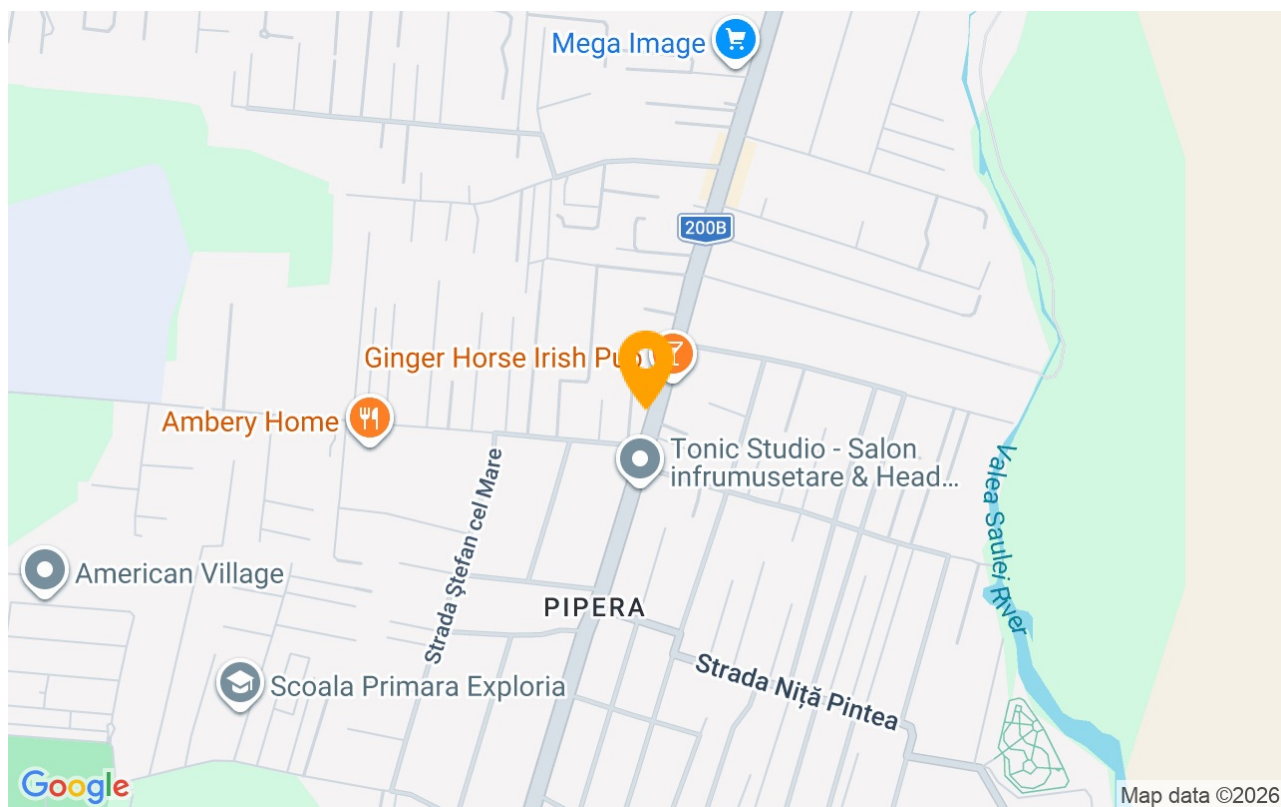 Mega Image
200B
Ginger Horse Irish Pub
Ambery Home
Tonic Studio - Salon
infrumusetare & Head...
Strada Ștefan cel Mare
Valea Saulei River
American Village
PIPERA
Scoala Primara Exploria
Strada Niță Pintea
Google
Map data ©2026